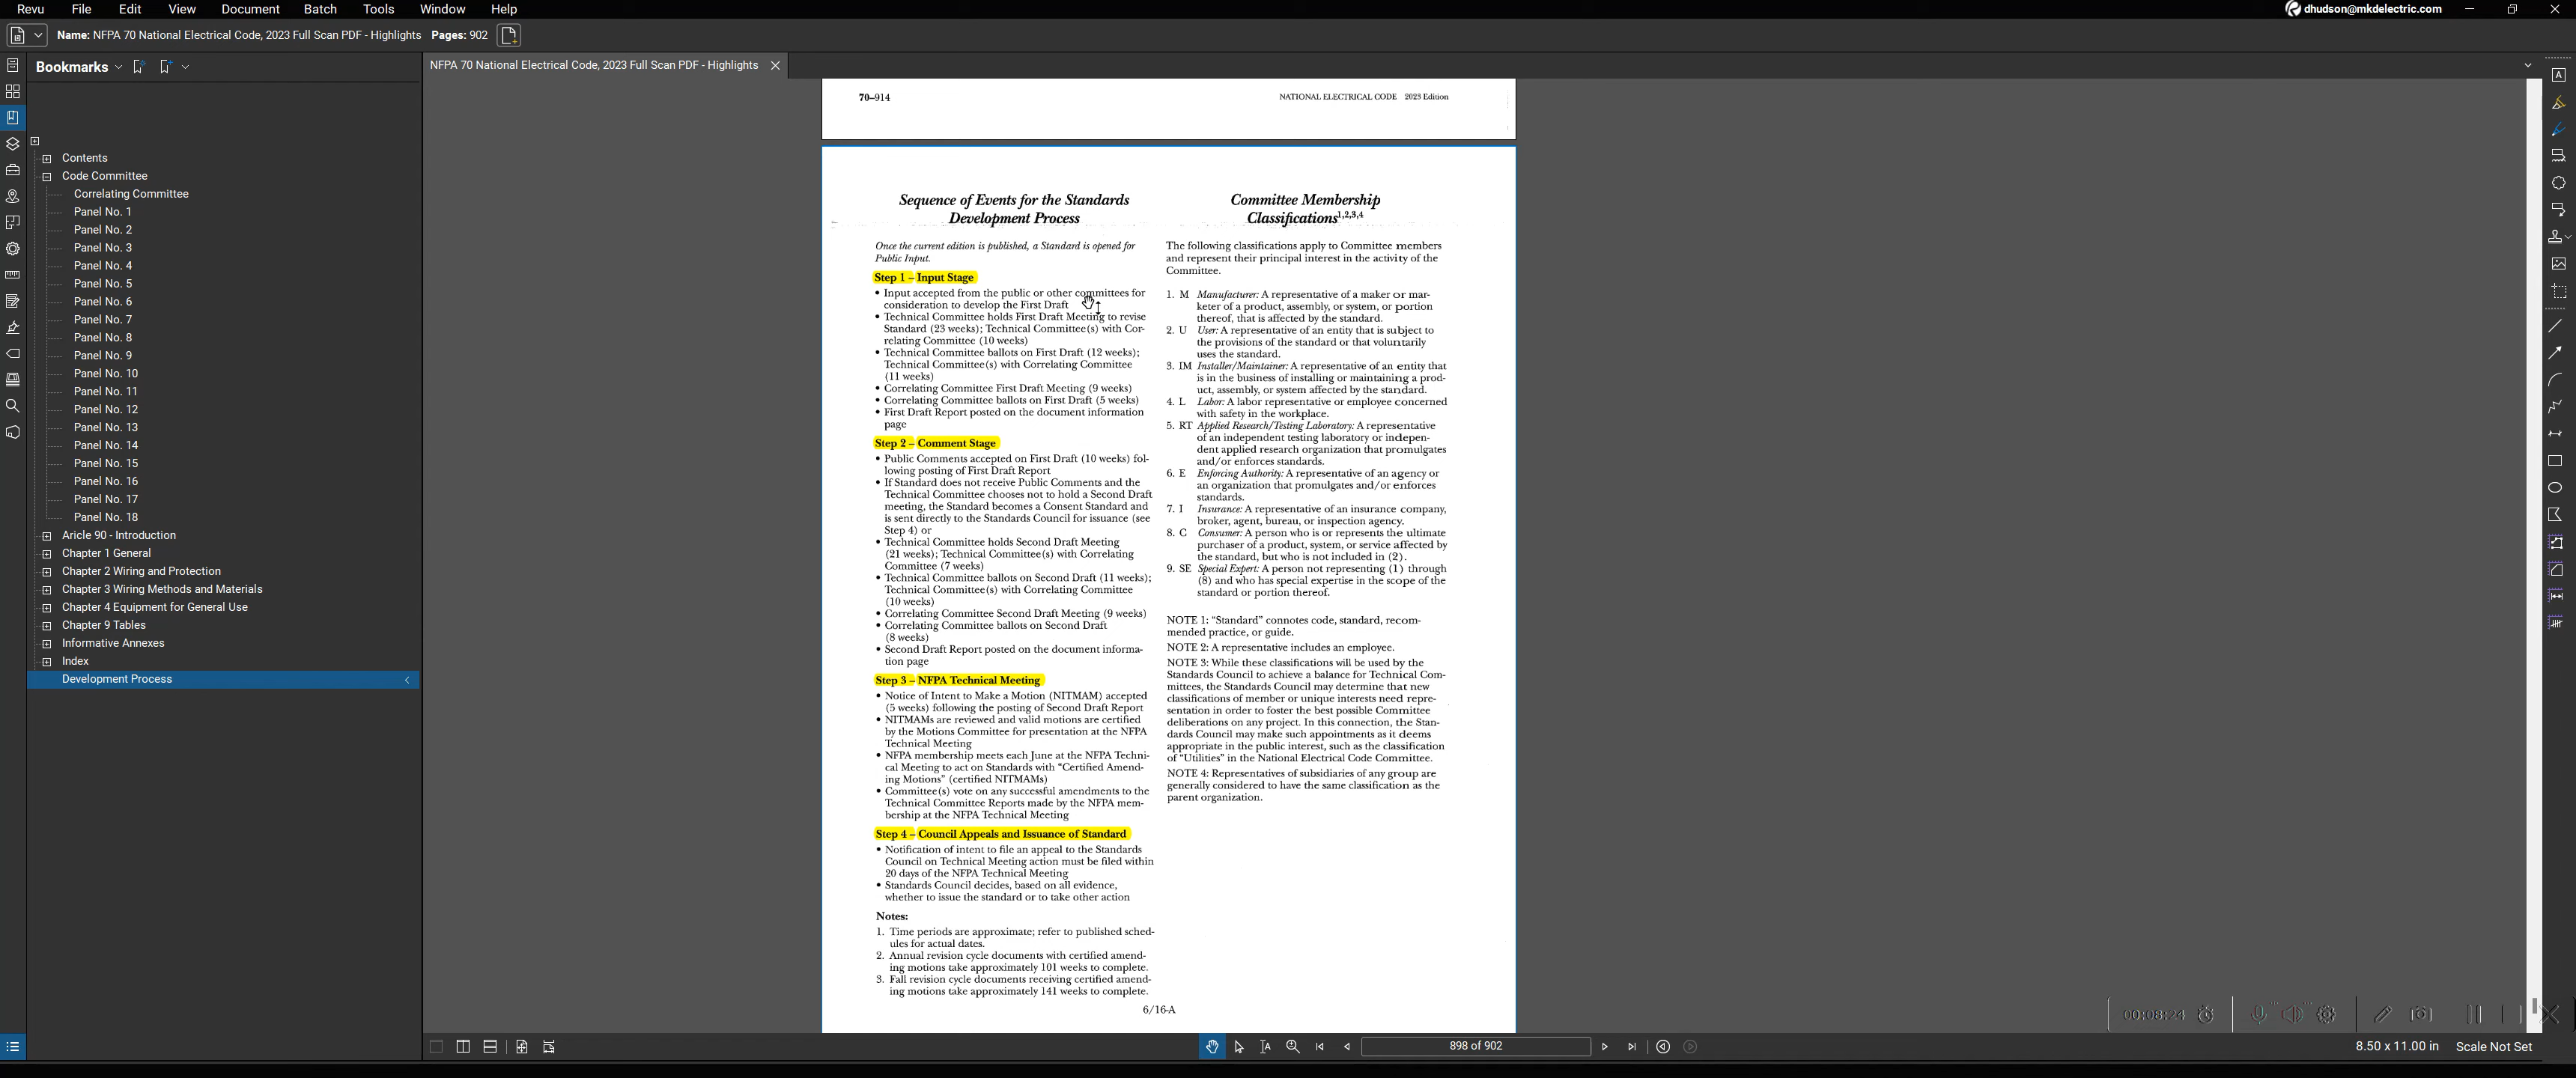 Revu File Edit View Document Batch Tools Window Help
dhudson@mkdelectric.com
Name: NFPA 70 National Electrical Code, 2023 Full Scan PDF - Highlights Pages: 902
Bookmarks
NFPA 70 National Electrical Code, 2023 Full Scan PDF - Highlights
Contents
Code Committee
Correlating Committee
Panel No. 1
Panel No. 2
Panel No. 3
Panel No. 4
Panel No. 5
Panel No. 6
Panel No. 7
Panel No. 8
Panel No. 9
Panel No. 10
Panel No. 11
Panel No. 12
Panel No. 13
Panel No. 14
Panel No. 15
Panel No. 16
Panel No. 17
Panel No. 18
Aricle 90 - Introduction
Chapter 1 General
Chapter 2 Wiring and Protection
Chapter 3 Wiring Methods and Materials
Chapter 4 Equipment for General Use
Chapter 9 Tables
Informative Annexes
Index
Development Process
70–914
NATIONAL ELECTRICAL CODE 2023 Edition
Sequence of Events for the Standards
Development Process
Once the current edition is published, a Standard is opened for
Public Input.
Step 1 – Input Stage
• Input accepted from the public or other committees for
consideration to develop the First Draft
• Technical Committee holds First Draft Meeting to revise
Standard (23 weeks); Technical Committee(s) with Cor-
relating Committee (10 weeks)
• Technical Committee ballots on First Draft (12 weeks);
Technical Committee(s) with Correlating Committee
(11 weeks)
• Correlating Committee First Draft Meeting (9 weeks)
• Correlating Committee ballots on First Draft (5 weeks)
• First Draft Report posted on the document information
page
Step 2 – Comment Stage
• Public Comments accepted on First Draft (10 weeks) fol-
lowing posting of First Draft Report
• If Standard does not receive Public Comments and the
Technical Committee chooses not to hold a Second Draft
meeting, the Standard becomes a Consent Standard and
is sent directly to the Standards Council for issuance (see
Step 4) or
• Technical Committee holds Second Draft Meeting
(21 weeks); Technical Committee(s) with Correlating
Committee (7 weeks)
• Technical Committee ballots on Second Draft (11 weeks);
Technical Committee(s) with Correlating Committee
(10 weeks)
• Correlating Committee Second Draft Meeting (9 weeks)
• Correlating Committee ballots on Second Draft
(8 weeks)
• Second Draft Report posted on the document informa-
tion page
Step 3 – NFPA Technical Meeting
• Notice of Intent to Make a Motion (NITMAM) accepted
(5 weeks) following the posting of Second Draft Report
• NITMAMs are reviewed and valid motions are certified
by the Motions Committee for presentation at the NFPA
Technical Meeting
• NFPA membership meets each June at the NFPA Techni-
cal Meeting to act on Standards with “Certified Amend-
ing Motions” (certified NITMAMs)
• Committee(s) vote on any successful amendments to the
Technical Committee Reports made by the NFPA mem-
bership at the NFPA Technical Meeting
Step 4 – Council Appeals and Issuance of Standard
• Notification of intent to file an appeal to the Standards
Council on Technical Meeting action must be filed within
20 days of the NFPA Technical Meeting
• Standards Council decides, based on all evidence,
whether to issue the standard or to take other action
Notes:
1. Time periods are approximate; refer to published sched-
ules for actual dates.
2. Annual revision cycle documents with certified amend-
ing motions take approximately 101 weeks to complete.
3. Fall revision cycle documents receiving certified amend-
ing motions take approximately 141 weeks to complete.
Committee Membership
Classifications1,2,3,4
The following classifications apply to Committee members
and represent their principal interest in the activity of the
Committee.
1. M Manufacturer: A representative of a maker or mar-
keter of a product, assembly, or system, or portion
thereof, that is affected by the standard.
2. U User: A representative of an entity that is subject to
the provisions of the standard or that voluntarily
uses the standard.
3. IM Installer/Maintainer: A representative of an entity that
is in the business of installing or maintaining a prod-
uct, assembly, or system affected by the standard.
4. L Labor: A labor representative or employee concerned
with safety in the workplace.
5. RT Applied Research/Testing Laboratory: A representative
of an independent testing laboratory or indepen-
dent applied research organization that promulgates
and/or enforces standards.
6. E Enforcing Authority: A representative of an agency or
an organization that promulgates and/or enforces
standards.
7. I Insurance: A representative of an insurance company,
broker, agent, bureau, or inspection agency.
8. C Consumer: A person who is or represents the ultimate
purchaser of a product, system, or service affected by
the standard, but who is not included in (2).
9. SE Special Expert: A person not representing (1) through
(8) and who has special expertise in the scope of the
standard or portion thereof.
NOTE 1: “Standard” connotes code, standard, recom-
mended practice, or guide.
NOTE 2: A representative includes an employee.
NOTE 3: While these classifications will be used by the
Standards Council to achieve a balance for Technical Com-
mittees, the Standards Council may determine that new
classifications of member or unique interests need repre-
sentation in order to foster the best possible Committee
deliberations on any project. In this connection, the Stan-
dards Council may make such appointments as it deems
appropriate in the public interest, such as the classification
of “Utilities” in the National Electrical Code Committee.
NOTE 4: Representatives of subsidiaries of any group are
generally considered to have the same classification as the
parent organization.
6/16-A
00:08:24
898 of 902
8.50 x 11.00 in Scale Not Set